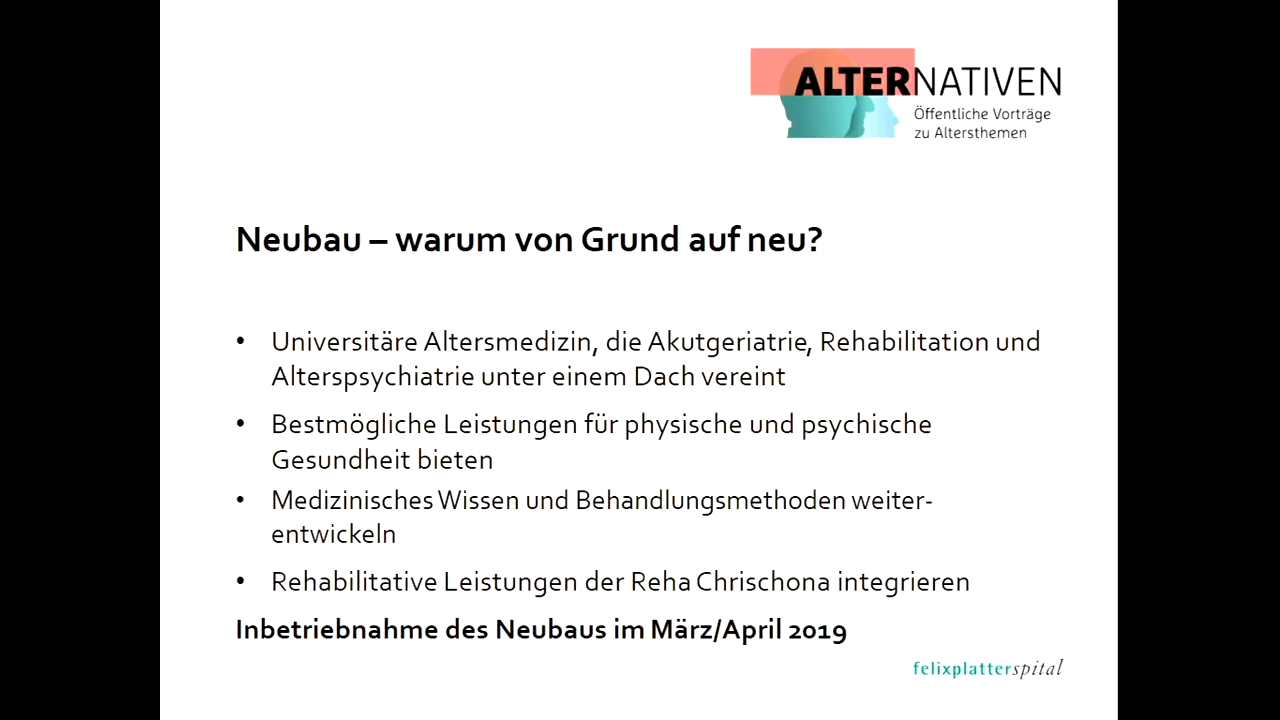 ALTERNATIVEN
Öffentliche Vorträge
zu Altersthemen
Neubau – warum von Grund auf neu?
• Universitäre Altersmedizin, die Akutgeriatrie, Rehabilitation und
Alterspsychiatrie unter einem Dach vereint
• Bestmögliche Leistungen für physische und psychische
Gesundheit bieten
• Medizinisches Wissen und Behandlungsmethoden weiter-
entwickeln
• Rehabilitative Leistungen der Reha Chrischona integrieren
Inbetriebnahme des Neubaus im März/April 2019
felixplatterspital